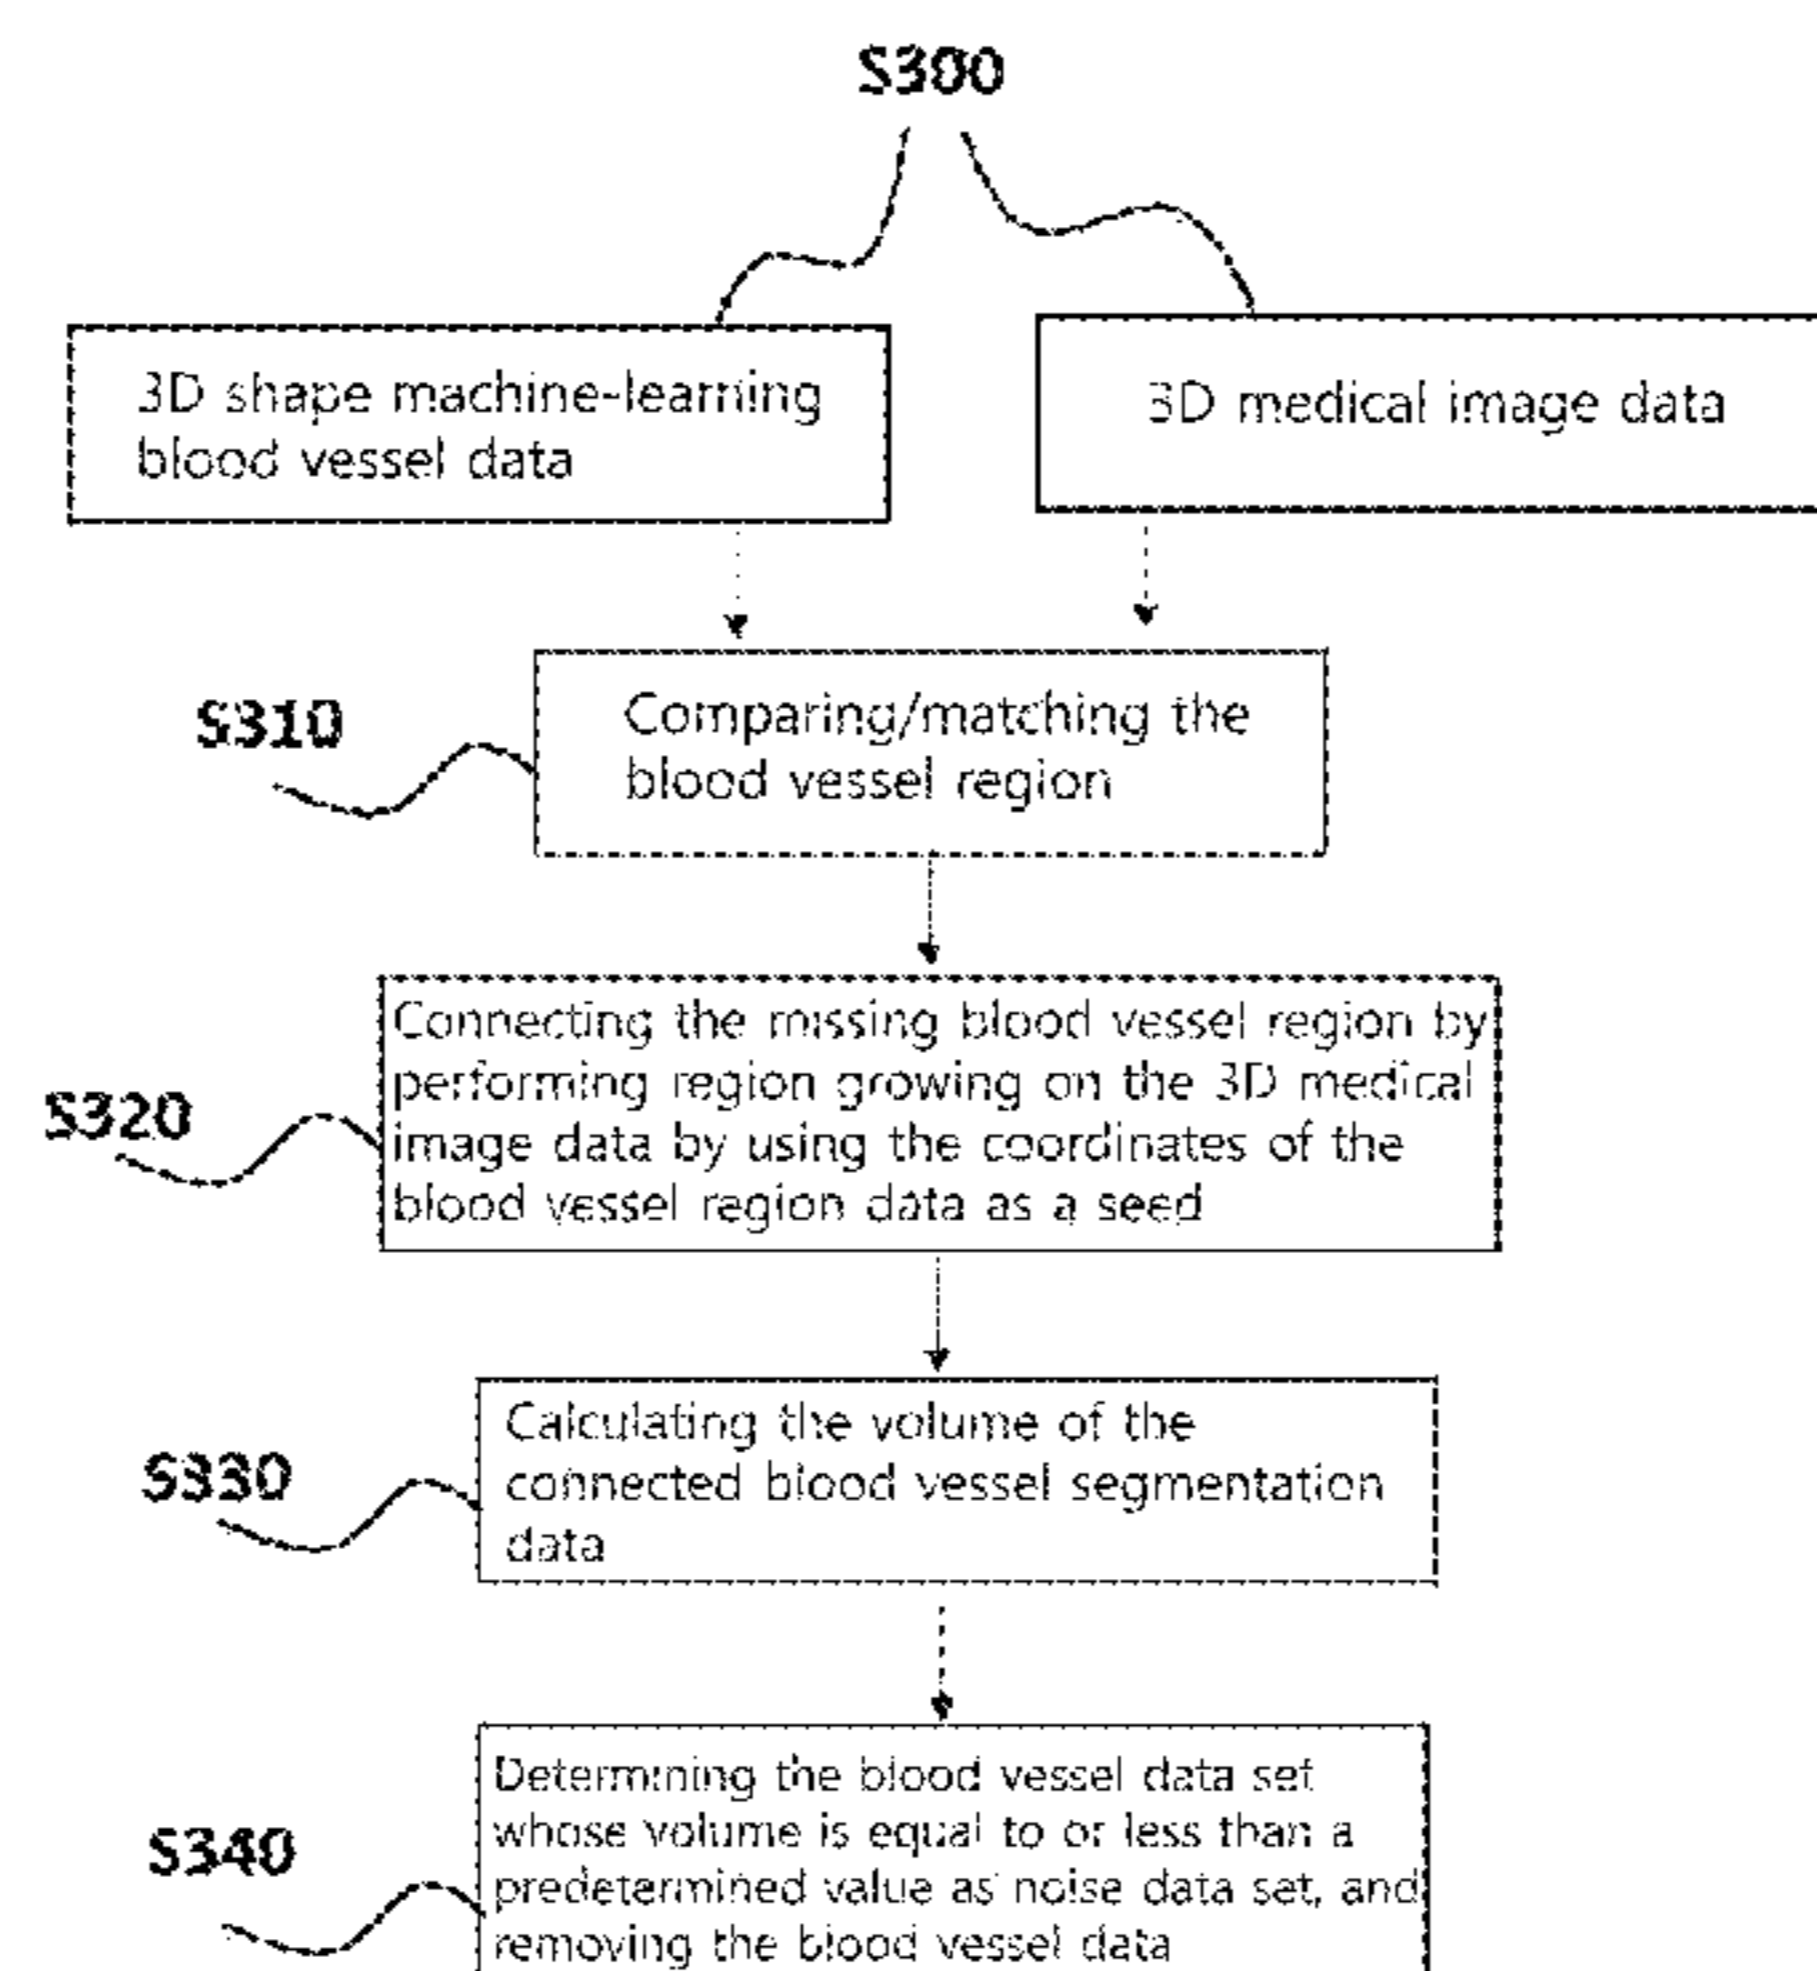 S300
3D shape machine-learning
blood vessel data
3D medical image data
S310
Comparing/matching the
blood vessel region
S320
Connecting the missing blood vessel region by
performing region growing on the 3D medical
image data by using the coordinates of the
blood vessel region data as a seed
S330
Calculating the volume of the
connected blood vessel segmentation
data
S340
Determining the blood vessel data set
whose volume is equal to or less than a
predetermined value as noise data set, and
removing the blood vessel data